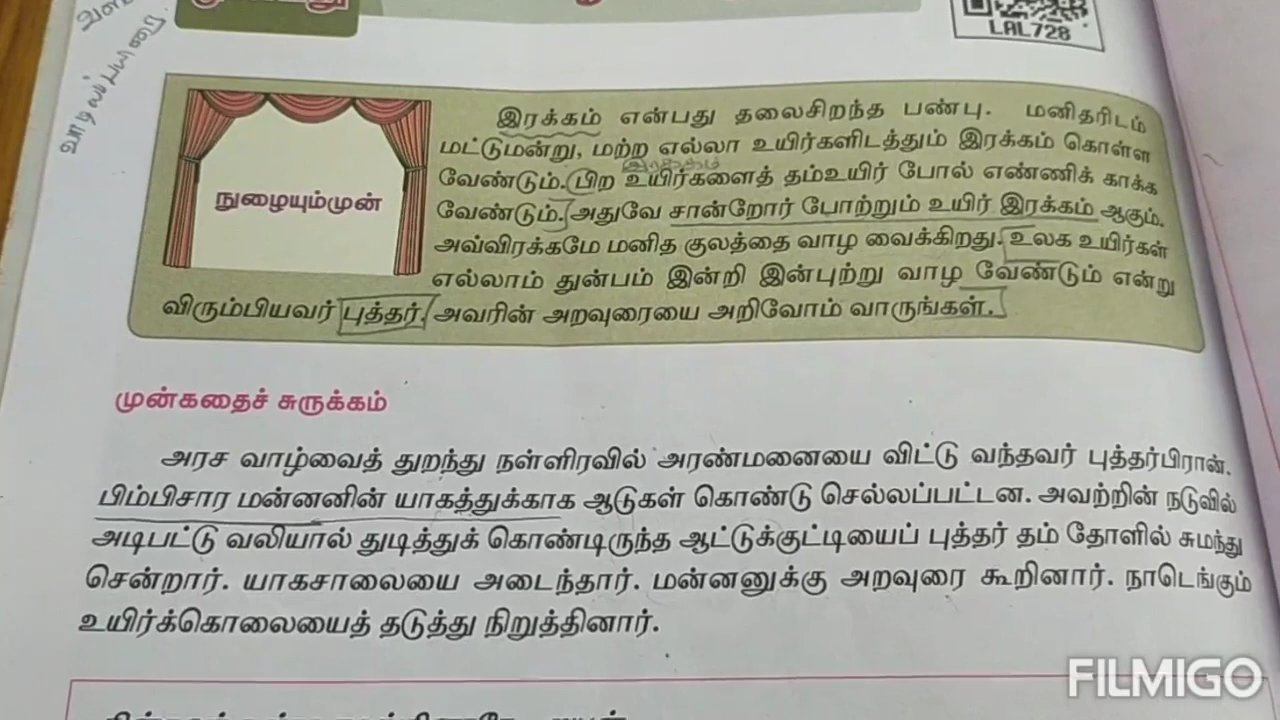 LAL728
இரக்கம் என்பது தலைசிறந்த பண்பு. மனிதரிடம்
மட்டுமன்று, மற்ற எல்லா உயிர்களிடத்தும் இரக்கம் கொள்ள
இரக்கம்
வேண்டும். பிற உயிர்களைத் தம்உயிர் போல் எண்ணிக் காக்க
நுழையும்முன்
வேண்டும். அதுவே சான்றோர் போற்றும் உயிர் இரக்கம் ஆகும்.
அவ்விரக்கமே மனித குலத்தை வாழ வைக்கிறது. உலக உயிர்கள்
எல்லாம் துன்பம் இன்றி இன்புற்று வாழ வேண்டும் என்று
விரும்பியவர் புத்தர். அவரின் அறவுரையை அறிவோம் வாருங்கள்.
முன்கதைச் சுருக்கம்
அரச வாழ்வைத் துறந்து நள்ளிரவில் அரண்மனையை விட்டு வந்தவர் புத்தர்பிரான்.
பிம்பிசார மன்னனின் யாகத்துக்காக ஆடுகள் கொண்டு செல்லப்பட்டன. அவற்றின் நடுவில்
அடிபட்டு வலியால் துடித்துக் கொண்டிருந்த ஆட்டுக்குட்டியைப் புத்தர் தம் தோளில் சுமந்து
சென்றார். யாகசாலையை அடைந்தார். மன்னனுக்கு அறவுரை கூறினார். நாடெங்கும்
உயிர்க்கொலையைத் தடுத்து நிறுத்தினார்.
FILMIGO